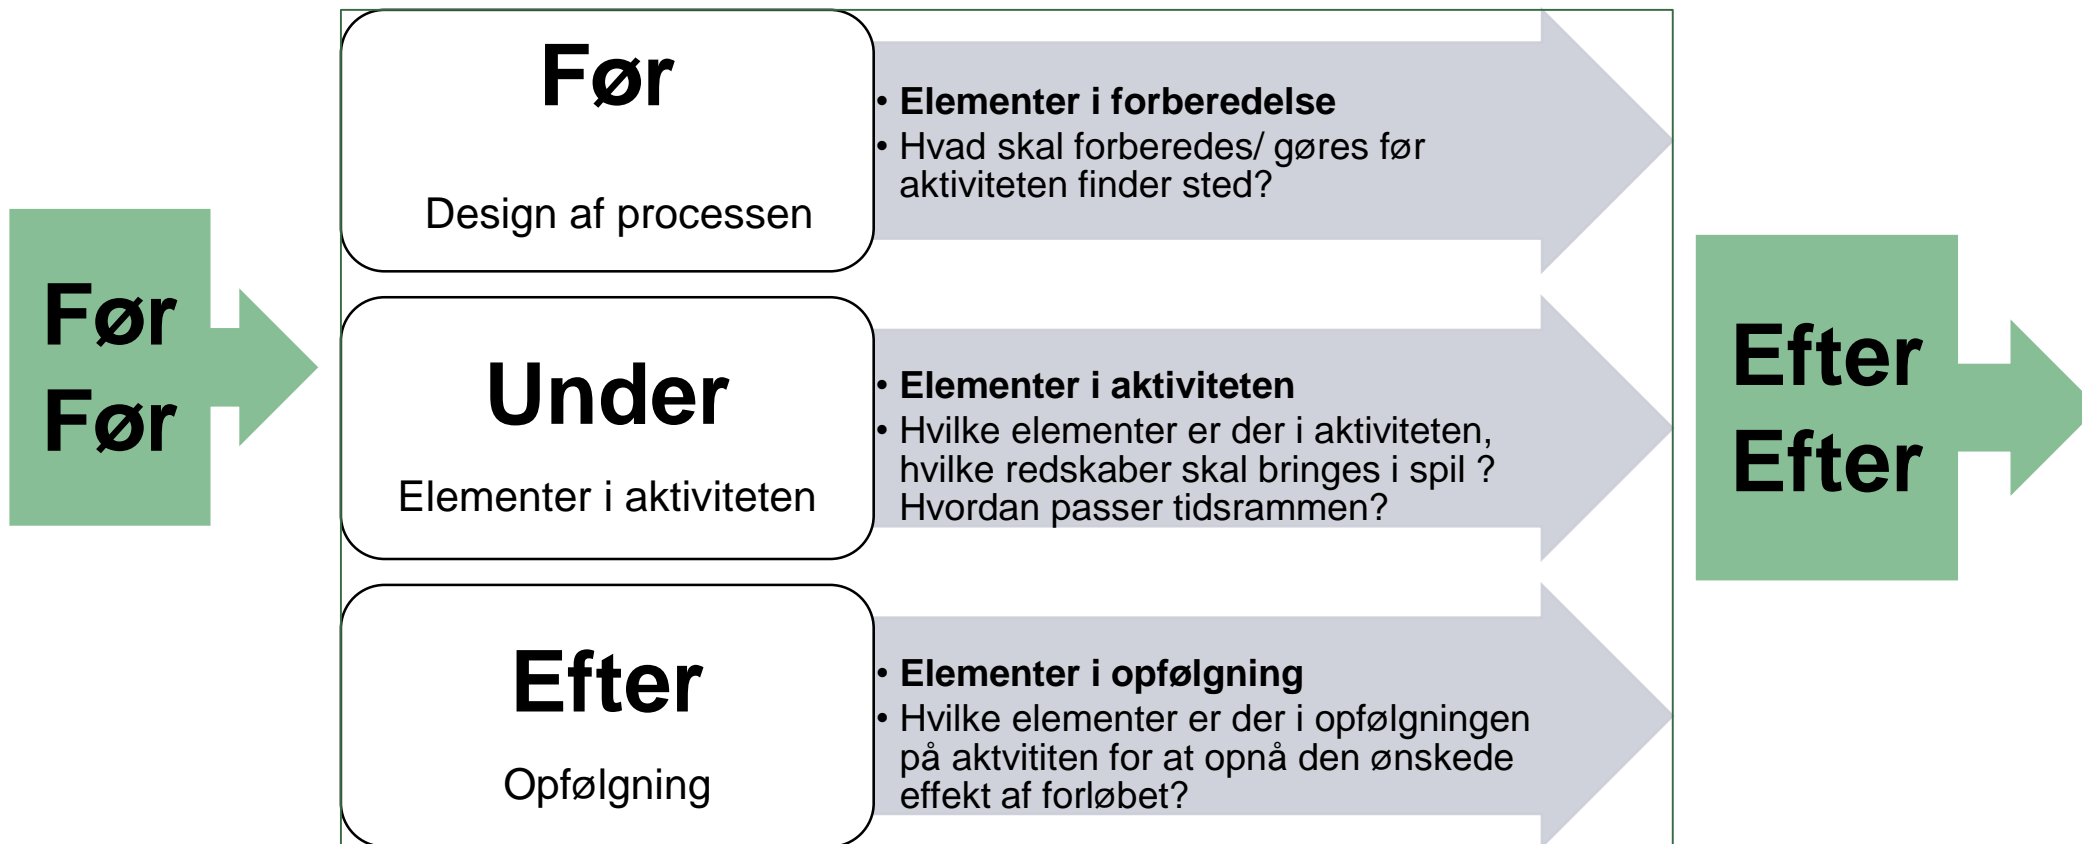 Før
Før
Før
Design af processen
• Elementer i forberedelse
• Hvad skal forberedes/ gøres før
aktiviteten finder sted?
Under
Elementer i aktiviteten
• Elementer i aktiviteten
• Hvilke elementer er der i aktiviteten,
hvilke redskaber skal bringes i spil ?
Hvordan passer tidsrammen?
Efter
Opfølgning
• Elementer i opfølgning
• Hvilke elementer er der i opfølgningen
på aktvititen for at opnå den ønskede
effekt af forløbet?
Efter
Efter